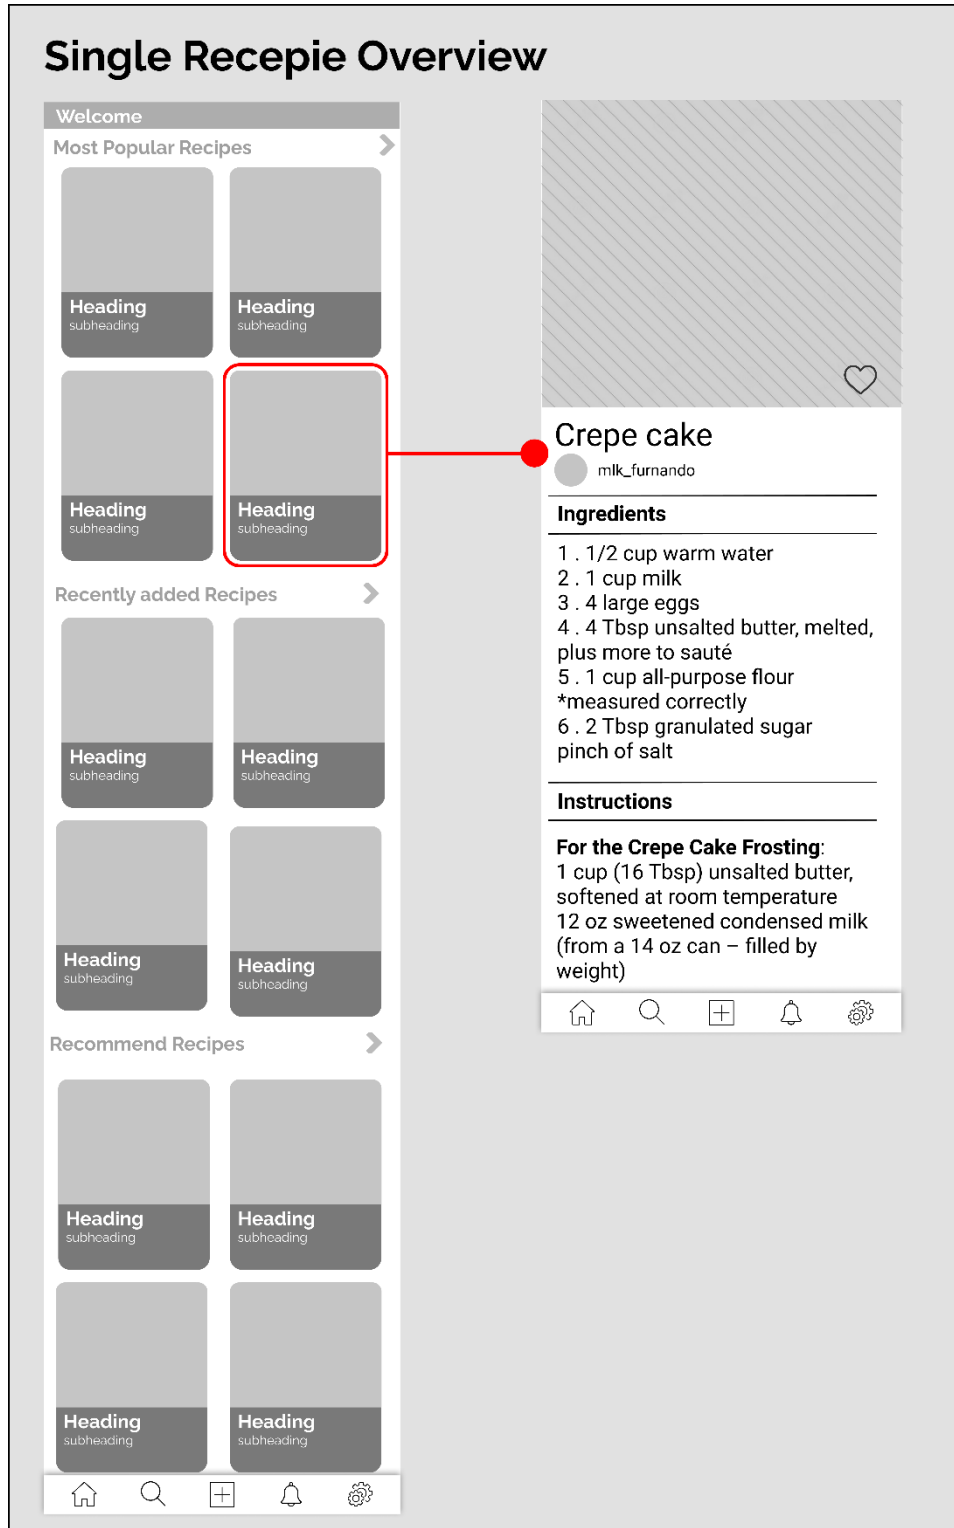 Single Recepie Overview
Welcome
Most Popular Recipes
Heading
subheading
Heading
subheading
Heading
subheading
Heading
subheading
Recently added Recipes
Heading
subheading
Heading
subheading
Heading
subheading
Heading
subheading
Recommend Recipes
Heading
subheading
Heading
subheading
Heading
subheading
Heading
subheading
Crepe cake
mlk_furnando
Ingredients
1 . 1/2 cup warm water
2 . 1 cup milk
3 . 4 large eggs
4 . 4 Tbsp unsalted butter, melted,
plus more to sauté
5 . 1 cup all-purpose flour
*measured correctly
6 . 2 Tbsp granulated sugar
pinch of salt
Instructions
For the Crepe Cake Frosting:
1 cup (16 Tbsp) unsalted butter,
softened at room temperature
12 oz sweetened condensed milk
(from a 14 oz can – filled by
weight)